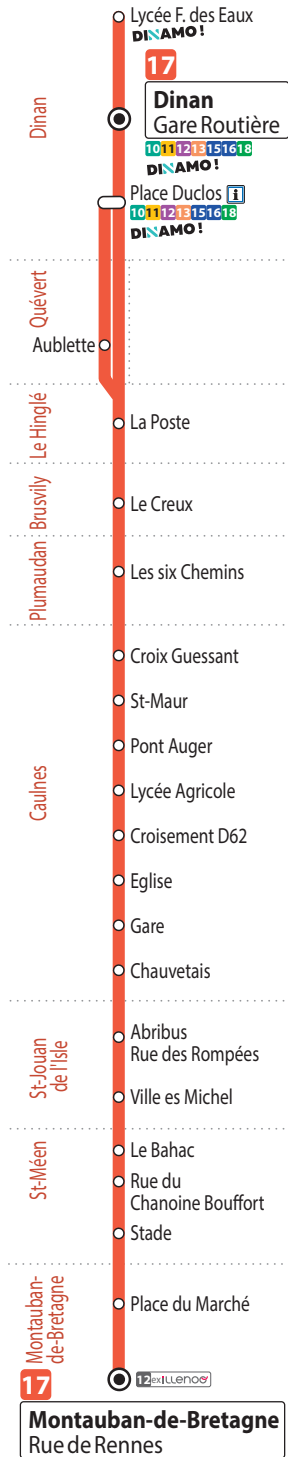 Lycée F. des Eaux
DINAMO!
17
Dinan
Gare Routière
10 11 12 13 15 16 18
DINAMO!
Dinan
Place Duclos i
10 11 12 13 15 16 18
DINAMO!
Quévert
Aublette
Le Hinglé
La Poste
Brusvily
Le Creux
Plumaudan
Les six Chemins
Caulnes
Croix Guessant
St-Maur
Pont Auger
Lycée Agricole
Croisement D62
Eglise
Gare
Chauvetais
St-Jouan
de l'Isle
Abribus
Rue des Rompées
Ville es Michel
St-Méen
Le Bahac
Rue du
Chanoine Bouffort
Stade
Montauban-
de-Bretagne
Place du Marché
17
12 ex illenoo
Montauban-de-Bretagne
Rue de Rennes